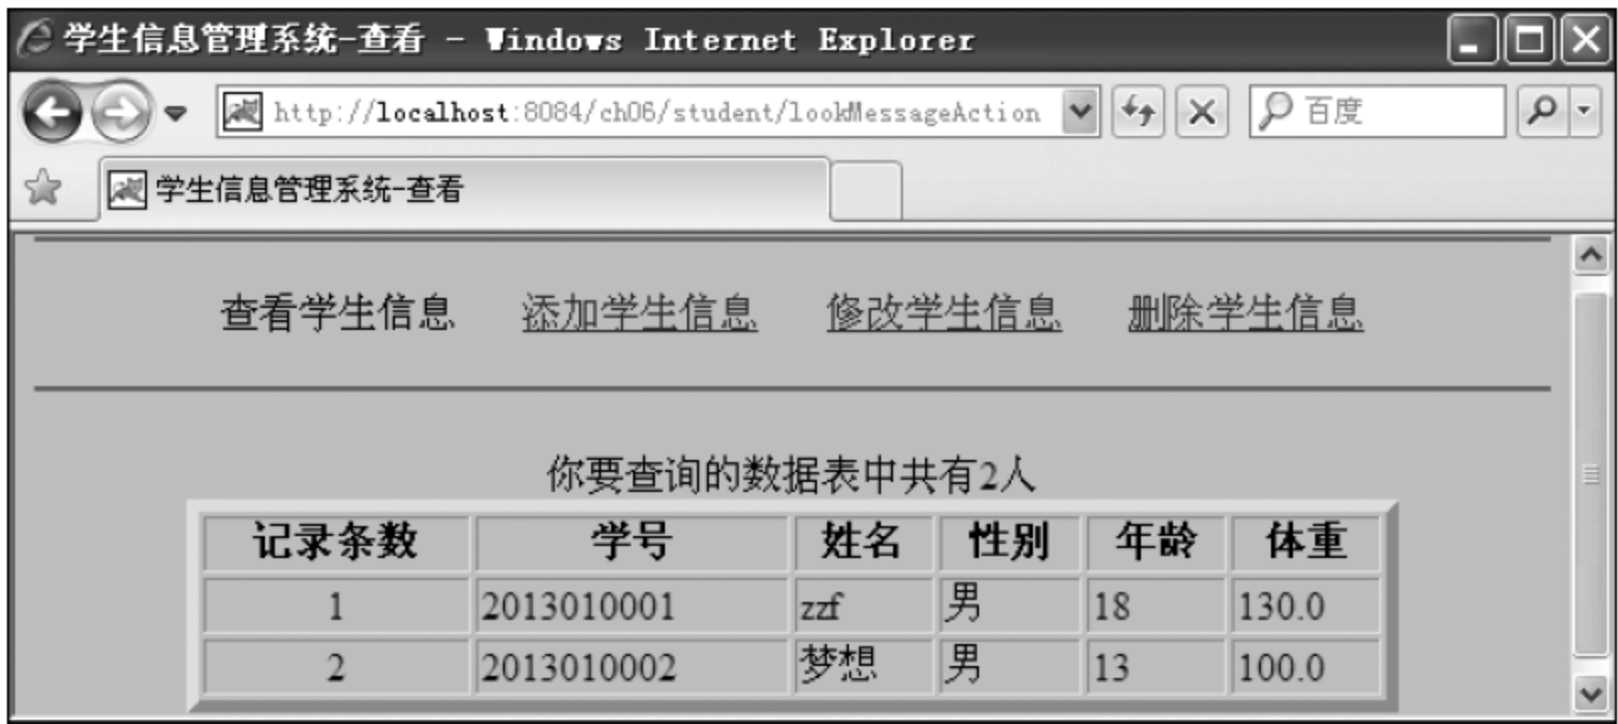 学生信息管理系统-查看 - Windows Internet Explorer
http://localhost:8084/ch06/student/lookMessageAction 百度
学生信息管理系统-查看
查看学生信息 添加学生信息 修改学生信息 删除学生信息
你要查询的数据表中共有2人
记录条数 学号 姓名 性别 年龄 体重
1 2013010001 zzf 男 18 130.0
2 2013010002 梦想 男 13 100.0